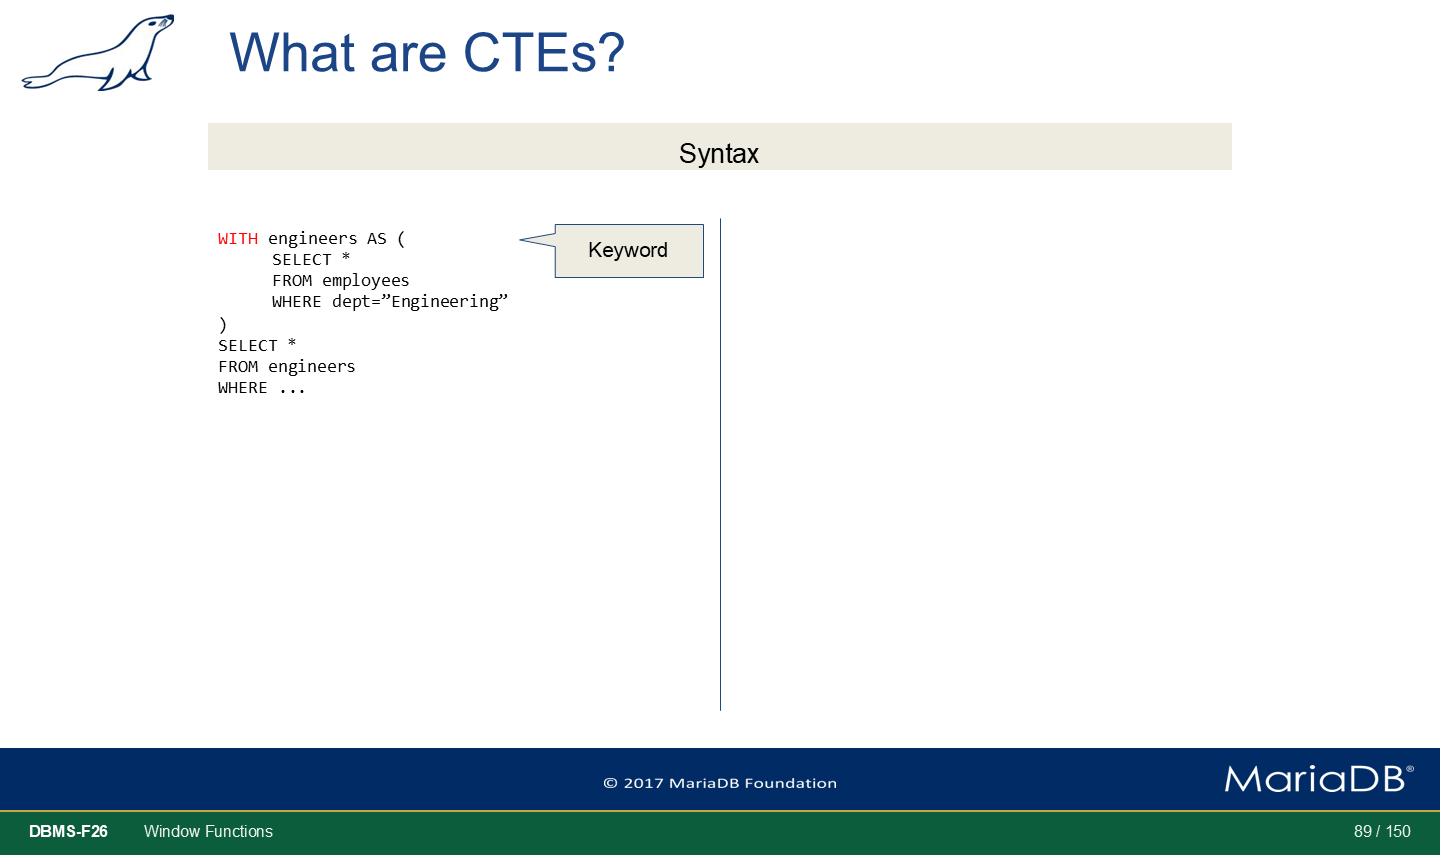 What are CTEs?
Syntax
WITH engineers AS (
SELECT *
FROM employees
WHERE dept=”Engineering”
)
SELECT *
FROM engineers
WHERE ...
Keyword
© 2017 MariaDB Foundation
MariaDB®
DBMS-F26 Window Functions 89 / 150